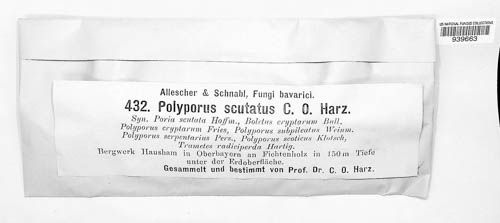 US NATIONAL FUNGUS COLLECTIONS
939663
Allescher & Schnabl, Fungi bavarici.
432. Polyporus scutatus C. O. Harz.
Syn. Poria scutata Hoffm., Boletus cryptarum Bull.
Polyporus cryptarum Fries, Polyporus subpileatus Weinm.
Polyporus serpentarius Pers., Polyporus scoticus Klotsch,
Trametes radiciperda Hartig.
Bergwerk Hausham in Oberbayern an Fichtenholz in 150 m Tiefe
unter der Erdoberfläche.
Gesammelt und bestimmt von Prof. Dr. C. O. Harz.